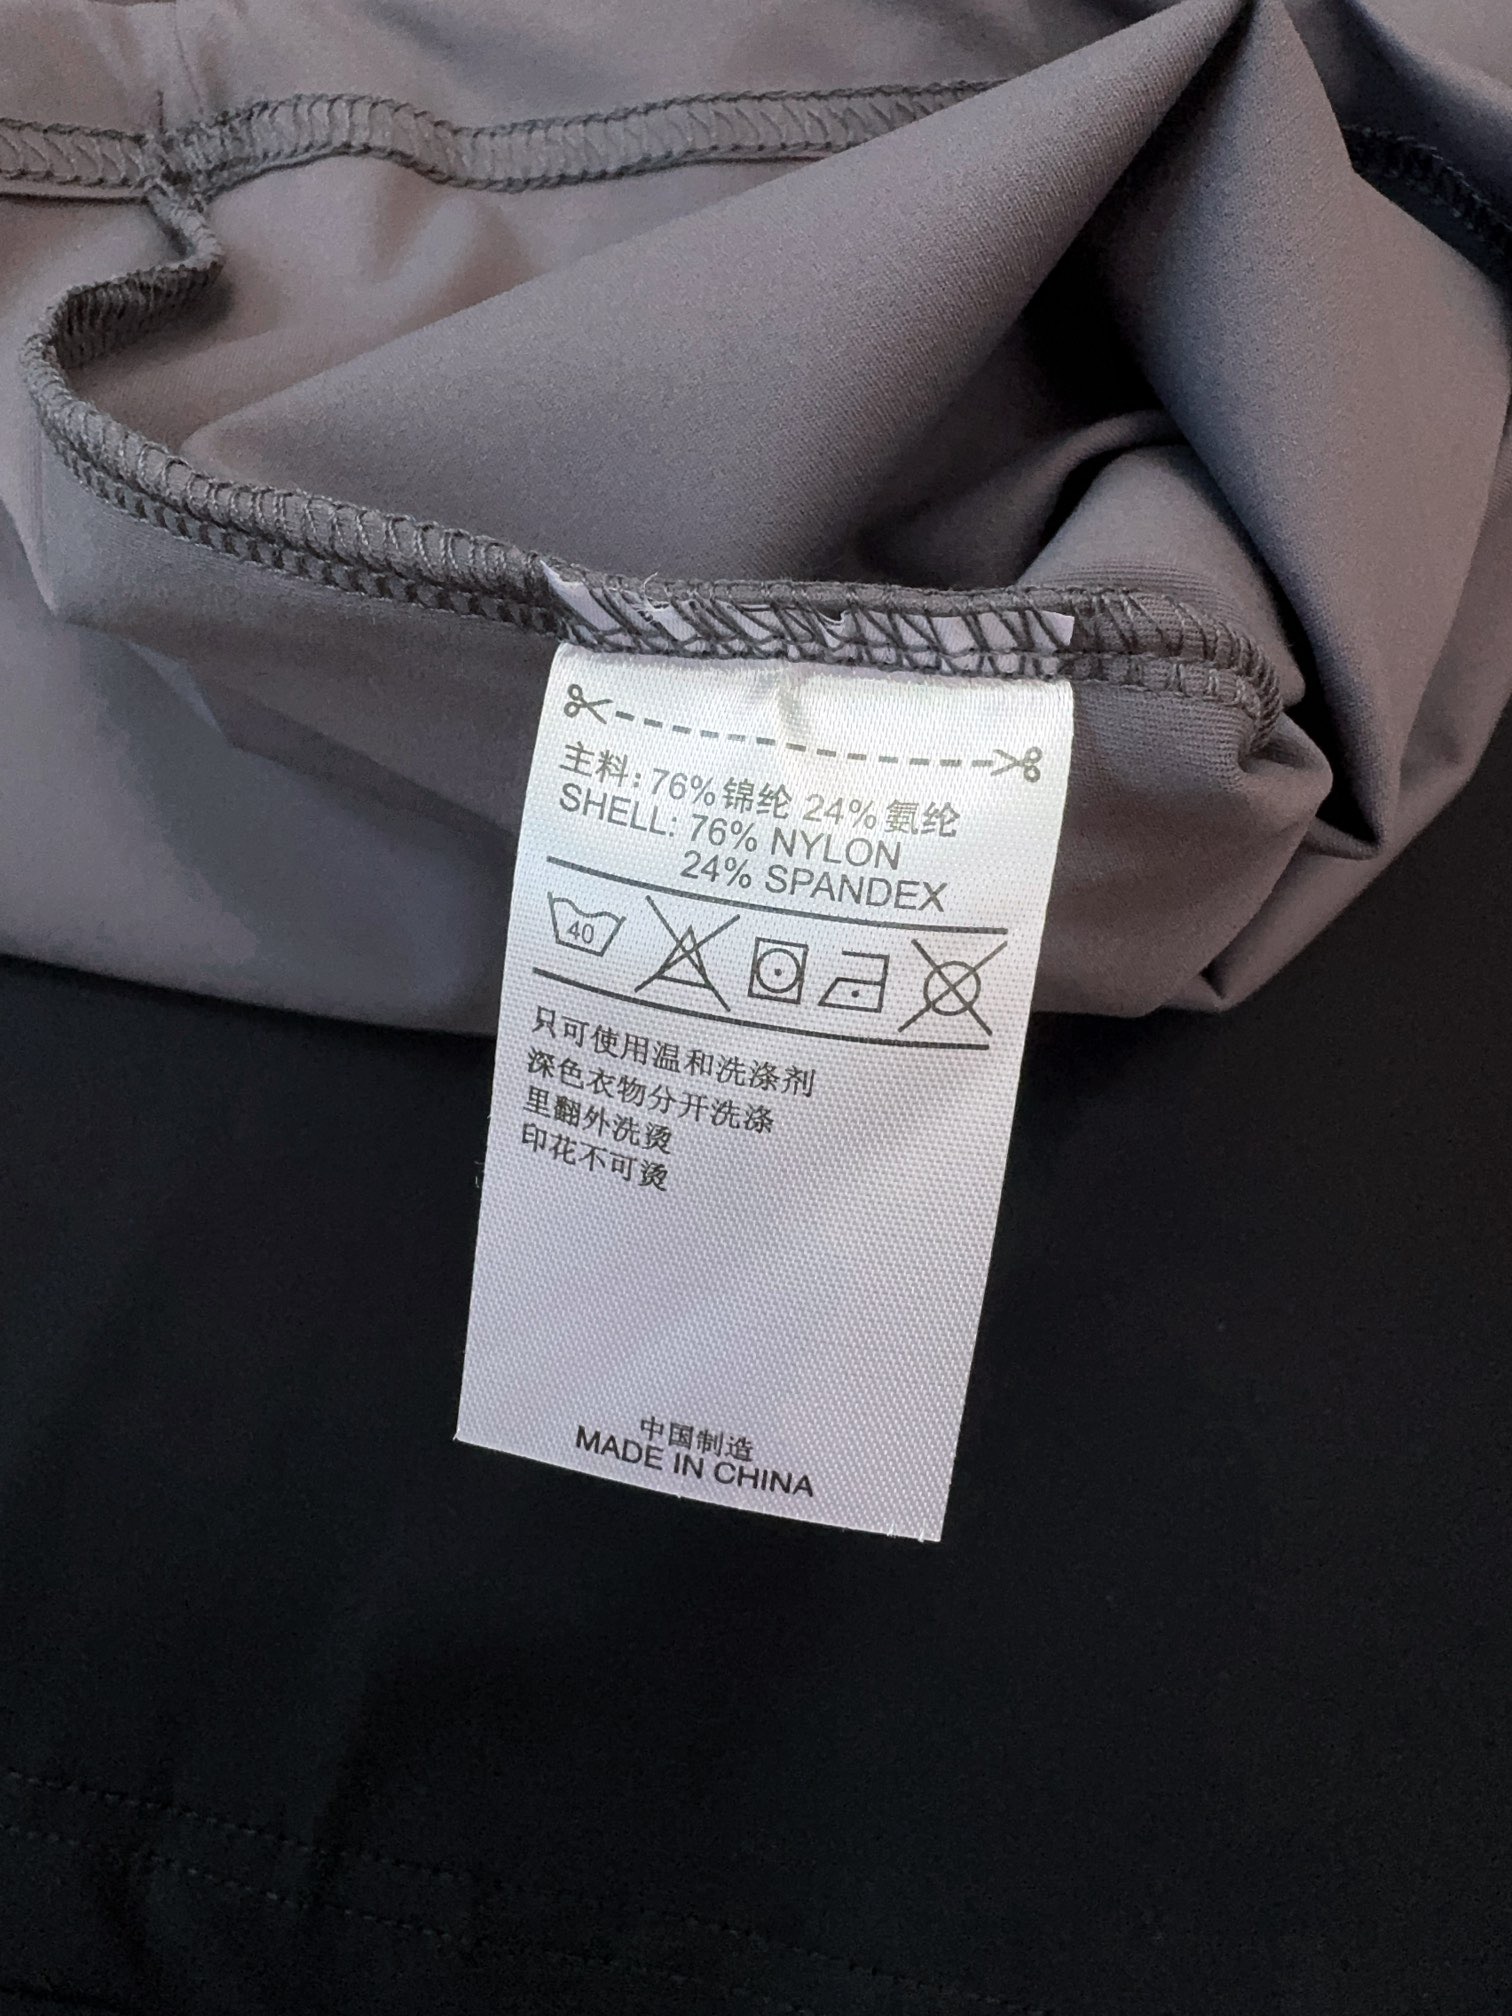 主料: 76%锦纶 24%氨纶
SHELL: 76% NYLON
24% SPANDEX
40
只可使用温和洗涤剂
深色衣物分开洗涤
里翻外洗烫
印花不可烫
中国制造
MADE IN CHINA